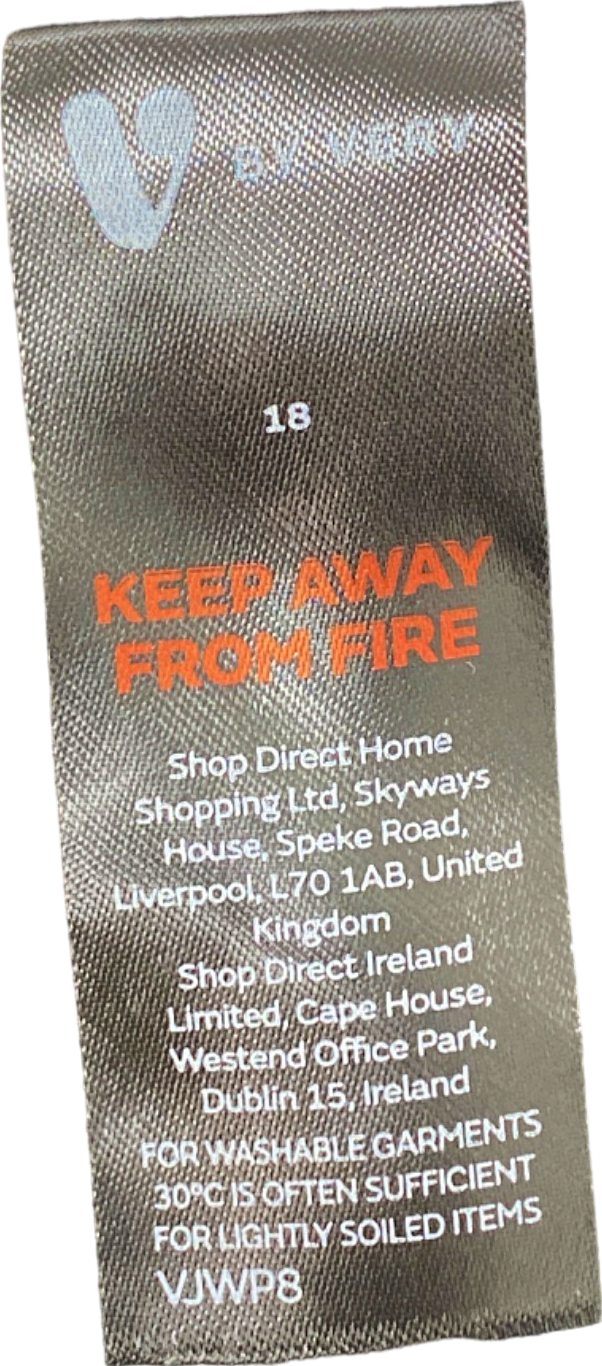 V BY VERY
18
KEEP AWAY
FROM FIRE
Shop Direct Home
Shopping Ltd, Skyways
House, Speke Road,
Liverpool, L70 1AB, United
Kingdom
Shop Direct Ireland
Limited, Cape House,
Westend Office Park,
Dublin 15, Ireland
FOR WASHABLE GARMENTS
30°C IS OFTEN SUFFICIENT
FOR LIGHTLY SOILED ITEMS
VJWP8